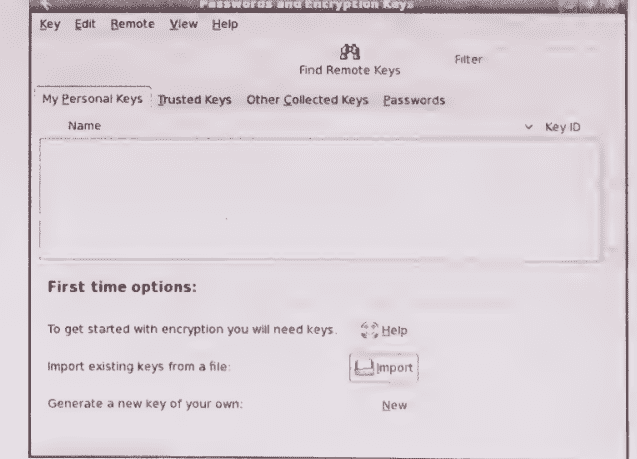 Passwords and Encryption Keys
Key Edit Remote View Help
Find Remote Keys
Filter
My Personal Keys Trusted Keys Other Collected Keys Passwords
Name Key ID
First time options:
To get started with encryption you will need keys. Help
Import existing keys from a file: Import
Generate a new key of your own: New